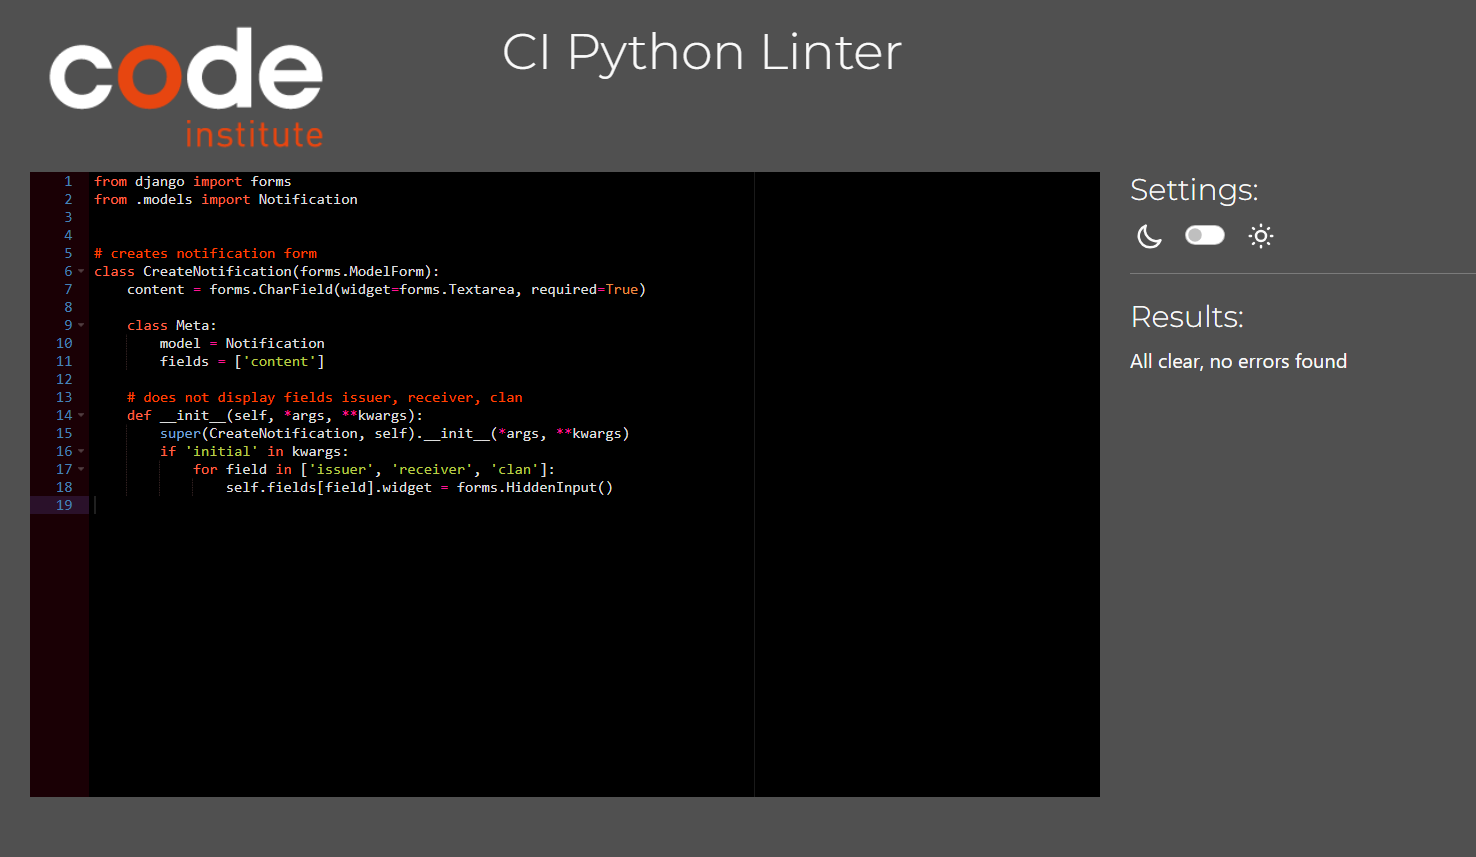 code
institute
CI Python Linter
1 from django import forms
2 from .models import Notification
3
4
5 # creates notification form
6 class CreateNotification(forms.ModelForm):
7     content = forms.CharField(widget=forms.Textarea, required=True)
8
9     class Meta:
10         model = Notification
11         fields = ['content']
12
13     # does not display fields issuer, receiver, clan
14     def __init__(self, *args, **kwargs):
15         super(CreateNotification, self).__init__(*args, **kwargs)
16         if 'initial' in kwargs:
17             for field in ['issuer', 'receiver', 'clan']:
18                 self.fields[field].widget = forms.HiddenInput()
19
Settings:
Results:
All clear, no errors found